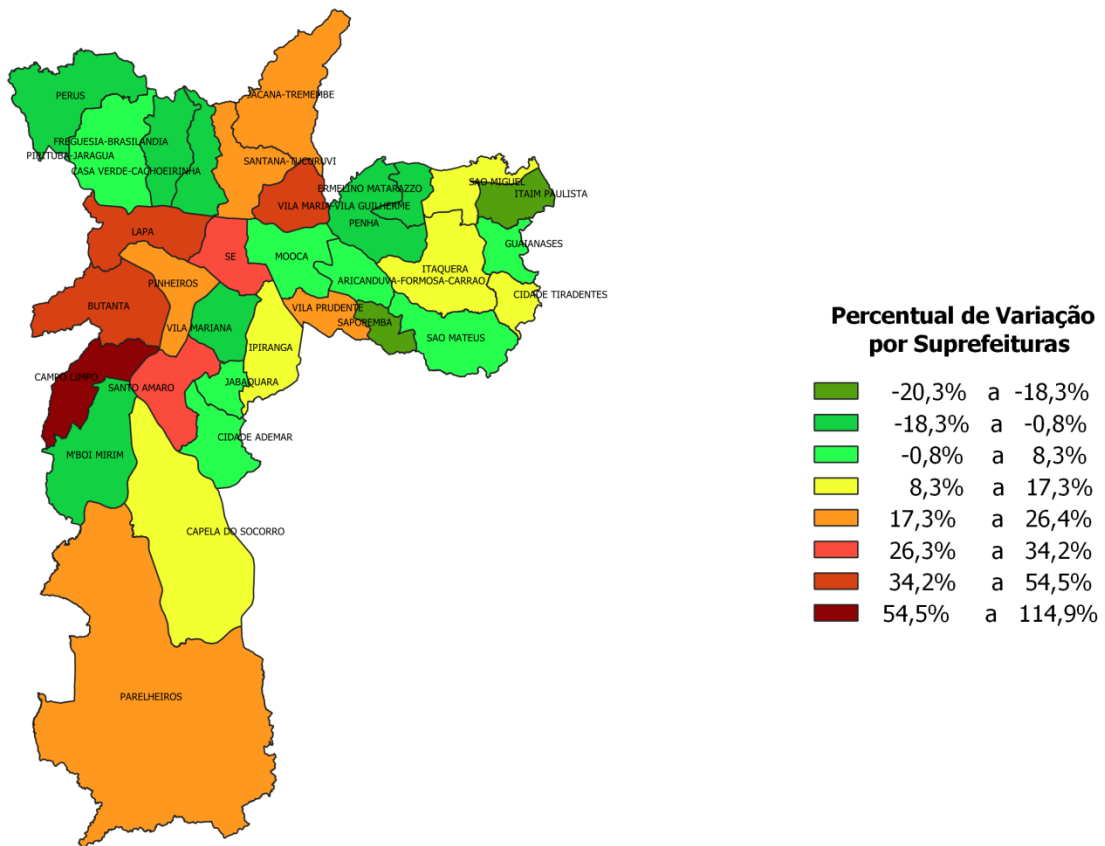 JACANA-TREMEMBE
PERUS
FREGUESIA-BRASILANDIA
PIRITUBA-JARAGUA
SANTANA-TUCURUVI
CASA VERDE-CACHOEIRINHA
SAO MIGUEL
ERMELINO MATARAZZO
ITAIM PAULISTA
VILA MARIA-VILA GUILHERME
PENHA
LAPA
SE
MOOCA
GUAIANASES
ITAQUERA
ARICANDUVA-FORMOSA-CARRAO
PINHEIROS
CIDADE TIRADENTES
BUTANTA
VILA PRUDENTE
VILA MARIANA
SAPOPEMBA
SAO MATEUS
IPIRANGA
CAMPO LIMPO
SANTO AMARO
JABAQUARA
CIDADE ADEMAR
M'BOI MIRIM
CAPELA DO SOCORRO
PARELHEIROS
Percentual de Variação
por Suprefeituras
-20,3% a -18,3%
-18,3% a -0,8%
-0,8% a 8,3%
8,3% a 17,3%
17,3% a 26,4%
26,3% a 34,2%
34,2% a 54,5%
54,5% a 114,9%